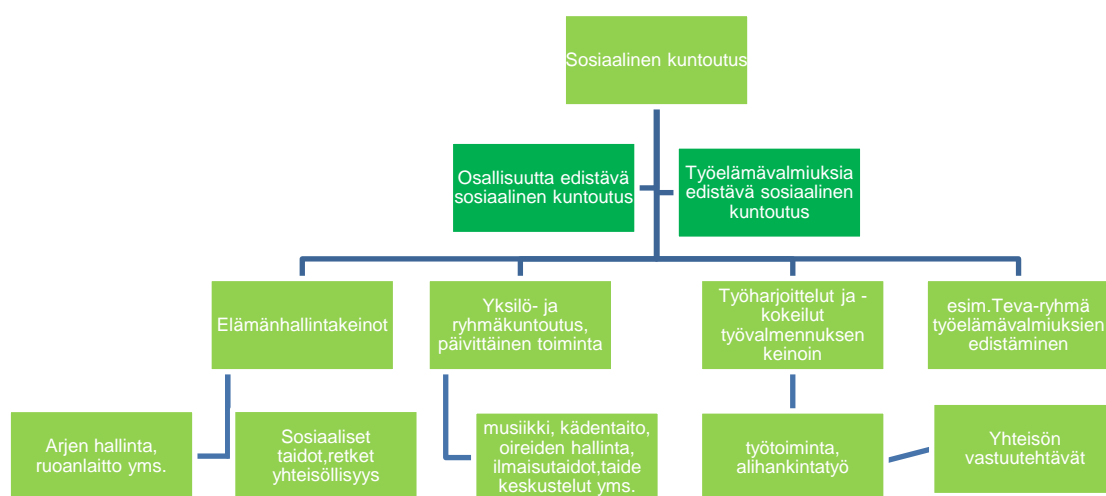 Sosiaalinen kuntoutus
Osallisuutta edistävä
sosiaalinen kuntoutus
Työelämävalmiuksia
edistävä sosiaalinen
kuntoutus
Elämänhallintakeinot
Yksilö- ja
ryhmäkuntoutus,
päivittäinen toiminta
Työharjoittelut ja -
kokeilut
työvalmennuksen
keinoin
esim.Teva-ryhmä
työelämävalmiuksien
edistäminen
Arjen hallinta,
ruoanlaitto yms.
Sosiaaliset
taidot,retket
yhteisöllisyys
musiikki, kädentaito,
oireiden hallinta,
ilmaisutaidot,taide
keskustelut yms.
työtoiminta,
alihankintatyö
Yhteisön
vastuutehtävät